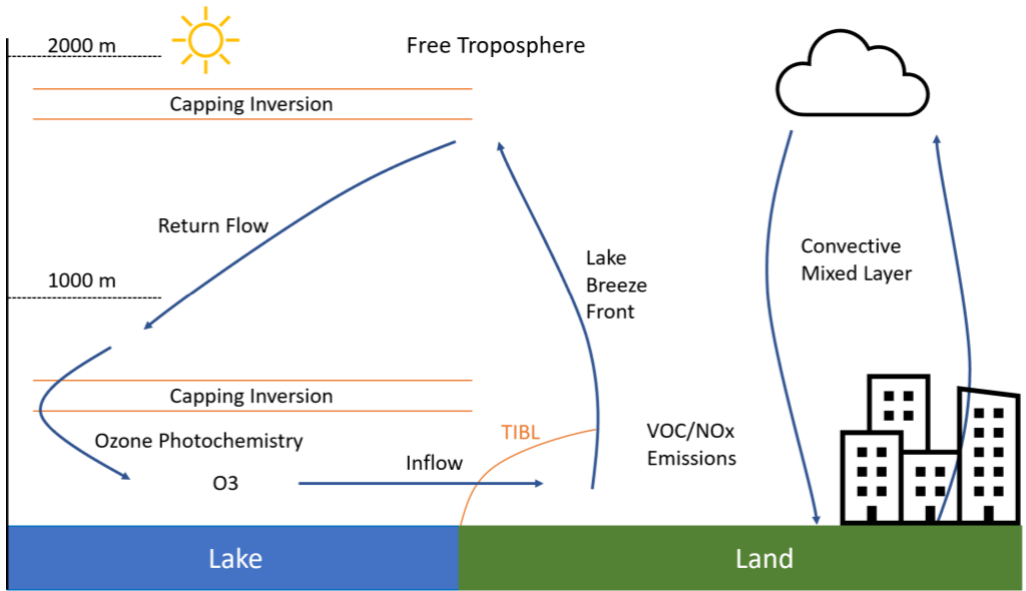 2000 m
Free Troposphere
Capping Inversion
Return Flow
Convective
Mixed Layer
Lake
Breeze
Front
1000 m
Capping Inversion
TIBL
VOC/NOx
Emissions
Ozone Photochemistry
Inflow
O3
Lake
Land